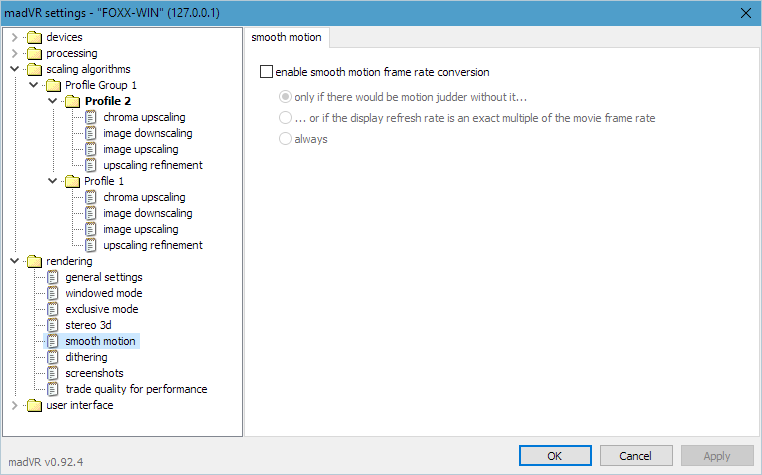 madVR settings - "FOXX-WIN" (127.0.0.1)
devices
processing
scaling algorithms
Profile Group 1
Profile 2
chroma upscaling
image downscaling
image upscaling
upscaling refinement
Profile 1
chroma upscaling
image downscaling
image upscaling
upscaling refinement
rendering
general settings
windowed mode
exclusive mode
stereo 3d
smooth motion
dithering
screenshots
trade quality for performance
user interface
smooth motion
enable smooth motion frame rate conversion
only if there would be motion judder without it...
... or if the display refresh rate is an exact multiple of the movie frame rate
always
madVR v0.92.4
OK
Cancel
Apply